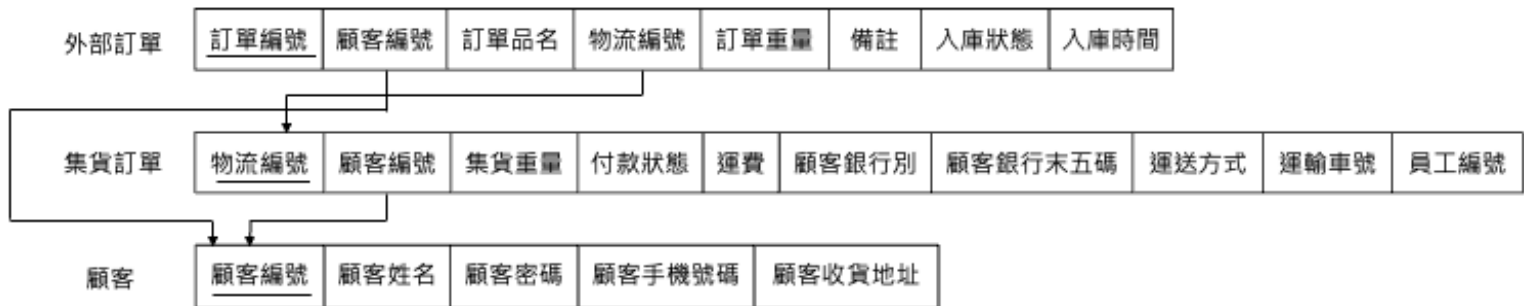 外部訂單 訂單編號 顧客編號 訂單品名 物流編號 訂單重量 備註 入庫狀態 入庫時間
集貨訂單 物流編號 顧客編號 集貨重量 付款狀態 運費 顧客銀行別 顧客銀行末五碼 運送方式 運輸車號 員工編號
顧客 顧客編號 顧客姓名 顧客密碼 顧客手機號碼 顧客收貨地址